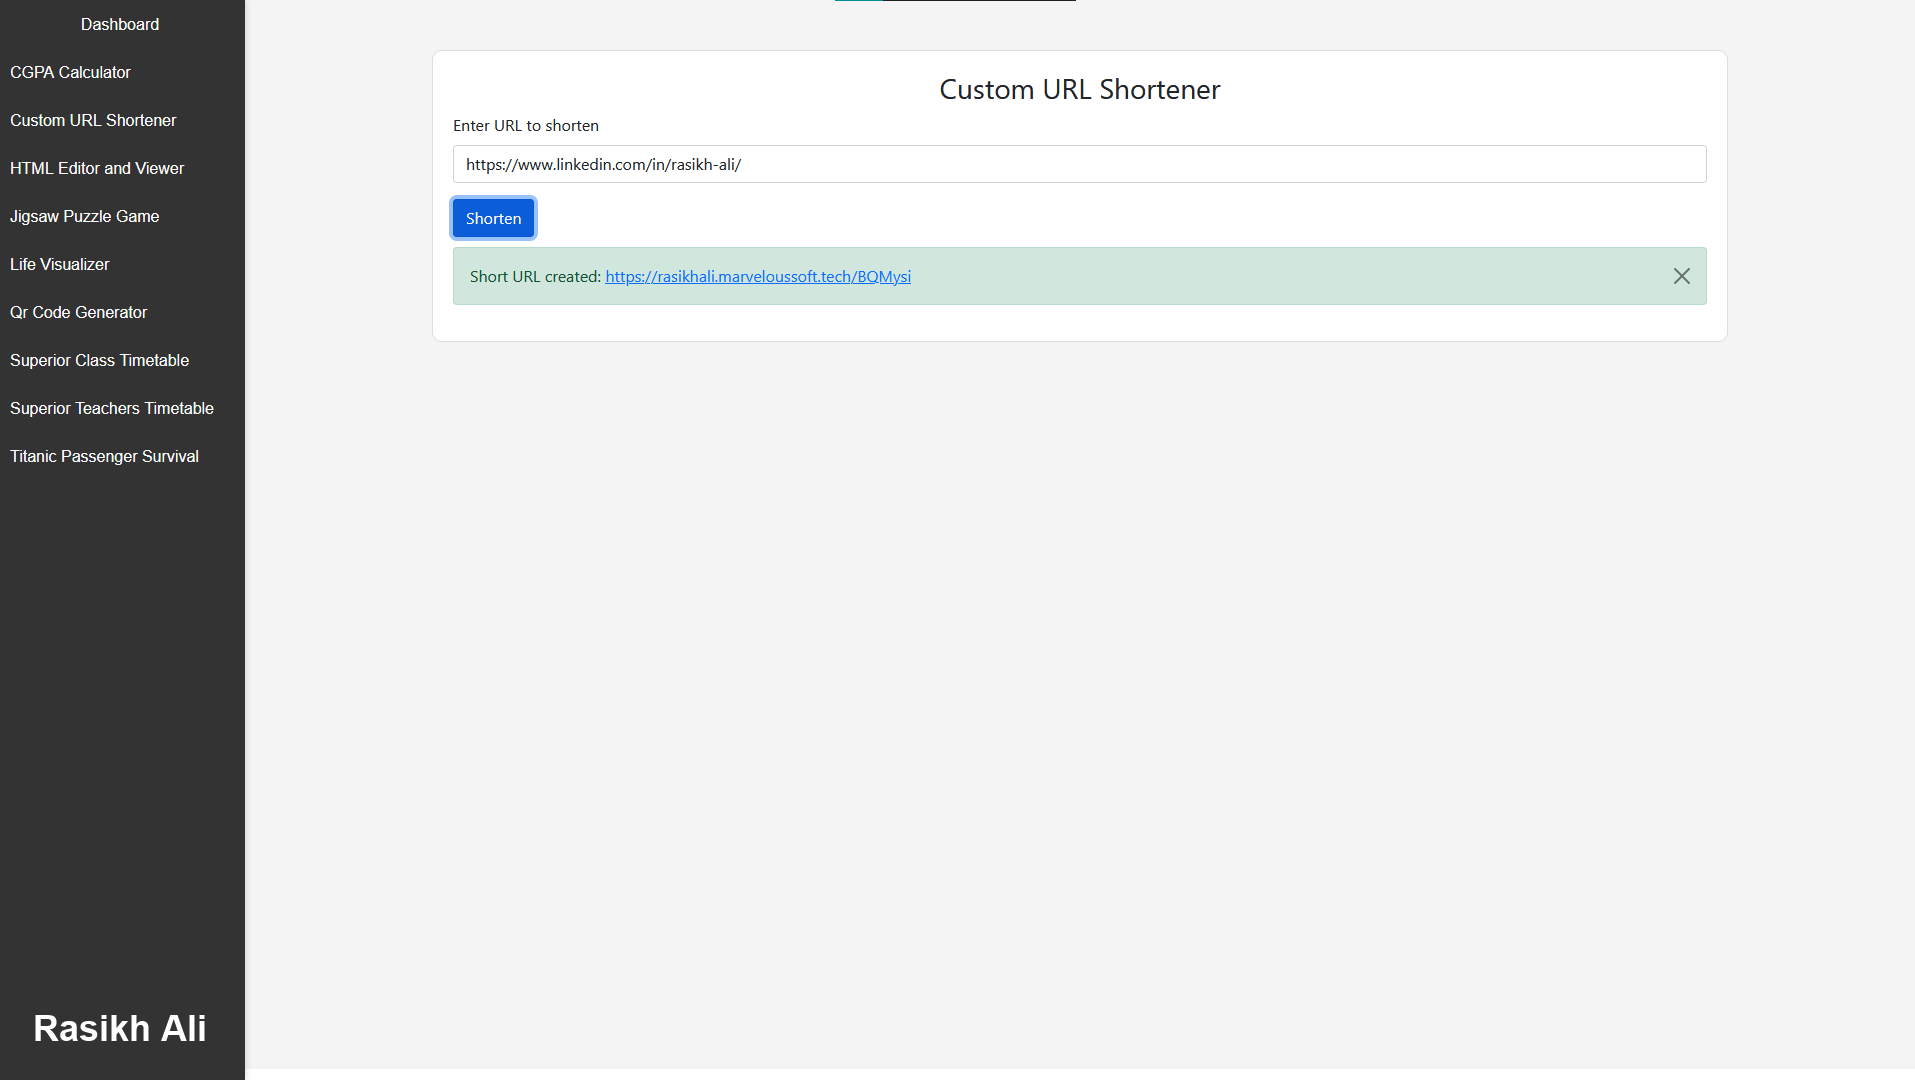 Dashboard
CGPA Calculator
Custom URL Shortener
HTML Editor and Viewer
Jigsaw Puzzle Game
Life Visualizer
Qr Code Generator
Superior Class Timetable
Superior Teachers Timetable
Titanic Passenger Survival
Rasikh Ali
Custom URL Shortener
Enter URL to shorten
https://www.linkedin.com/in/rasikh-ali/
Shorten
Short URL created: https://rasikhali.marveloussoft.tech/BQMysi